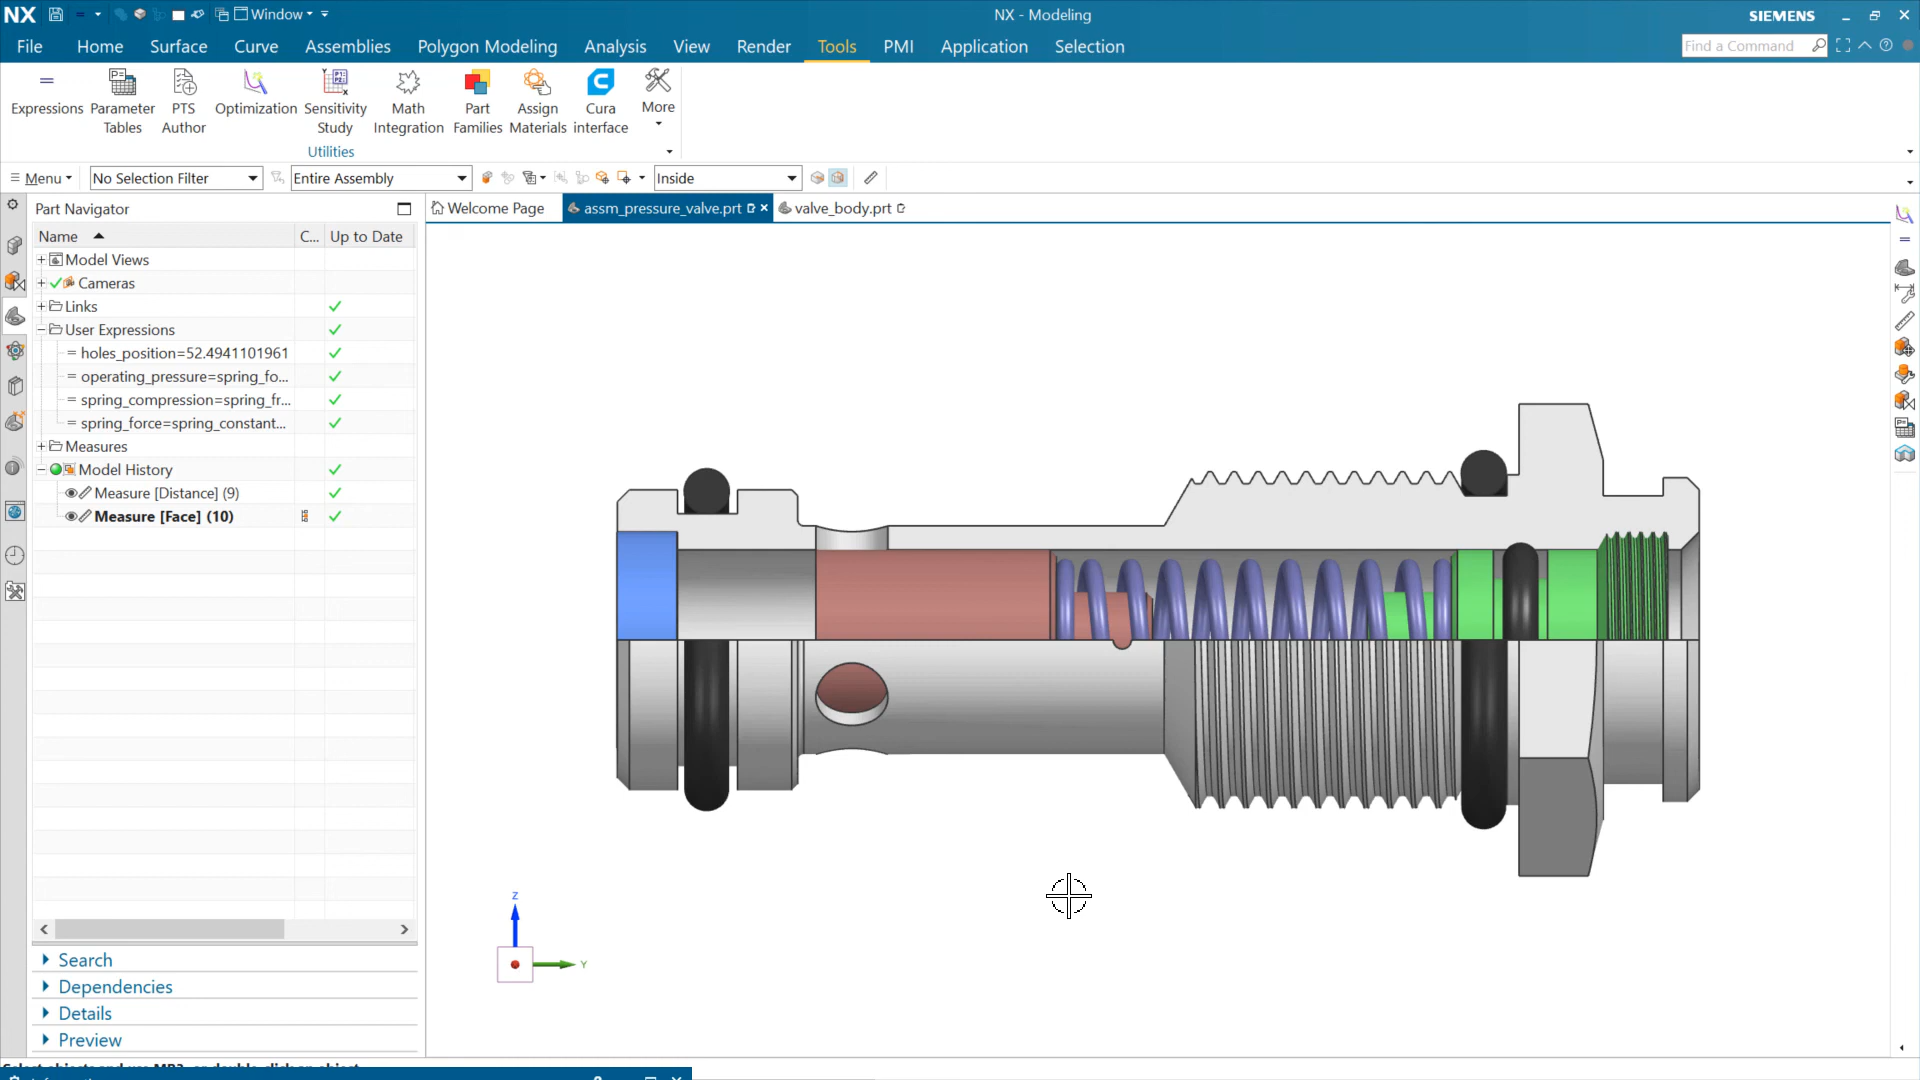 NX
Window
NX - Modeling
SIEMENS
File
Home
Surface
Curve
Assemblies
Polygon Modeling
Analysis
View
Render
Tools
PMI
Application
Selection
Find a Command
Expressions
Parameter
Tables
PTS
Author
Optimization
Sensitivity
Study
Math
Integration
Part
Families
Assign
Materials
Cura
interface
More
Utilities
Menu
No Selection Filter
Entire Assembly
Inside
Part Navigator
Welcome Page
assm_pressure_valve.prt
valve_body.prt
Name
C...
Up to Date
Model Views
Cameras
Links
User Expressions
= holes_position=52.4941101961
= operating_pressure=spring_fo...
= spring_compression=spring_fr...
= spring_force=spring_constant...
Measures
Model History
Measure [Distance] (9)
Measure [Face] (10)
Search
Dependencies
Details
Preview
Z
Y